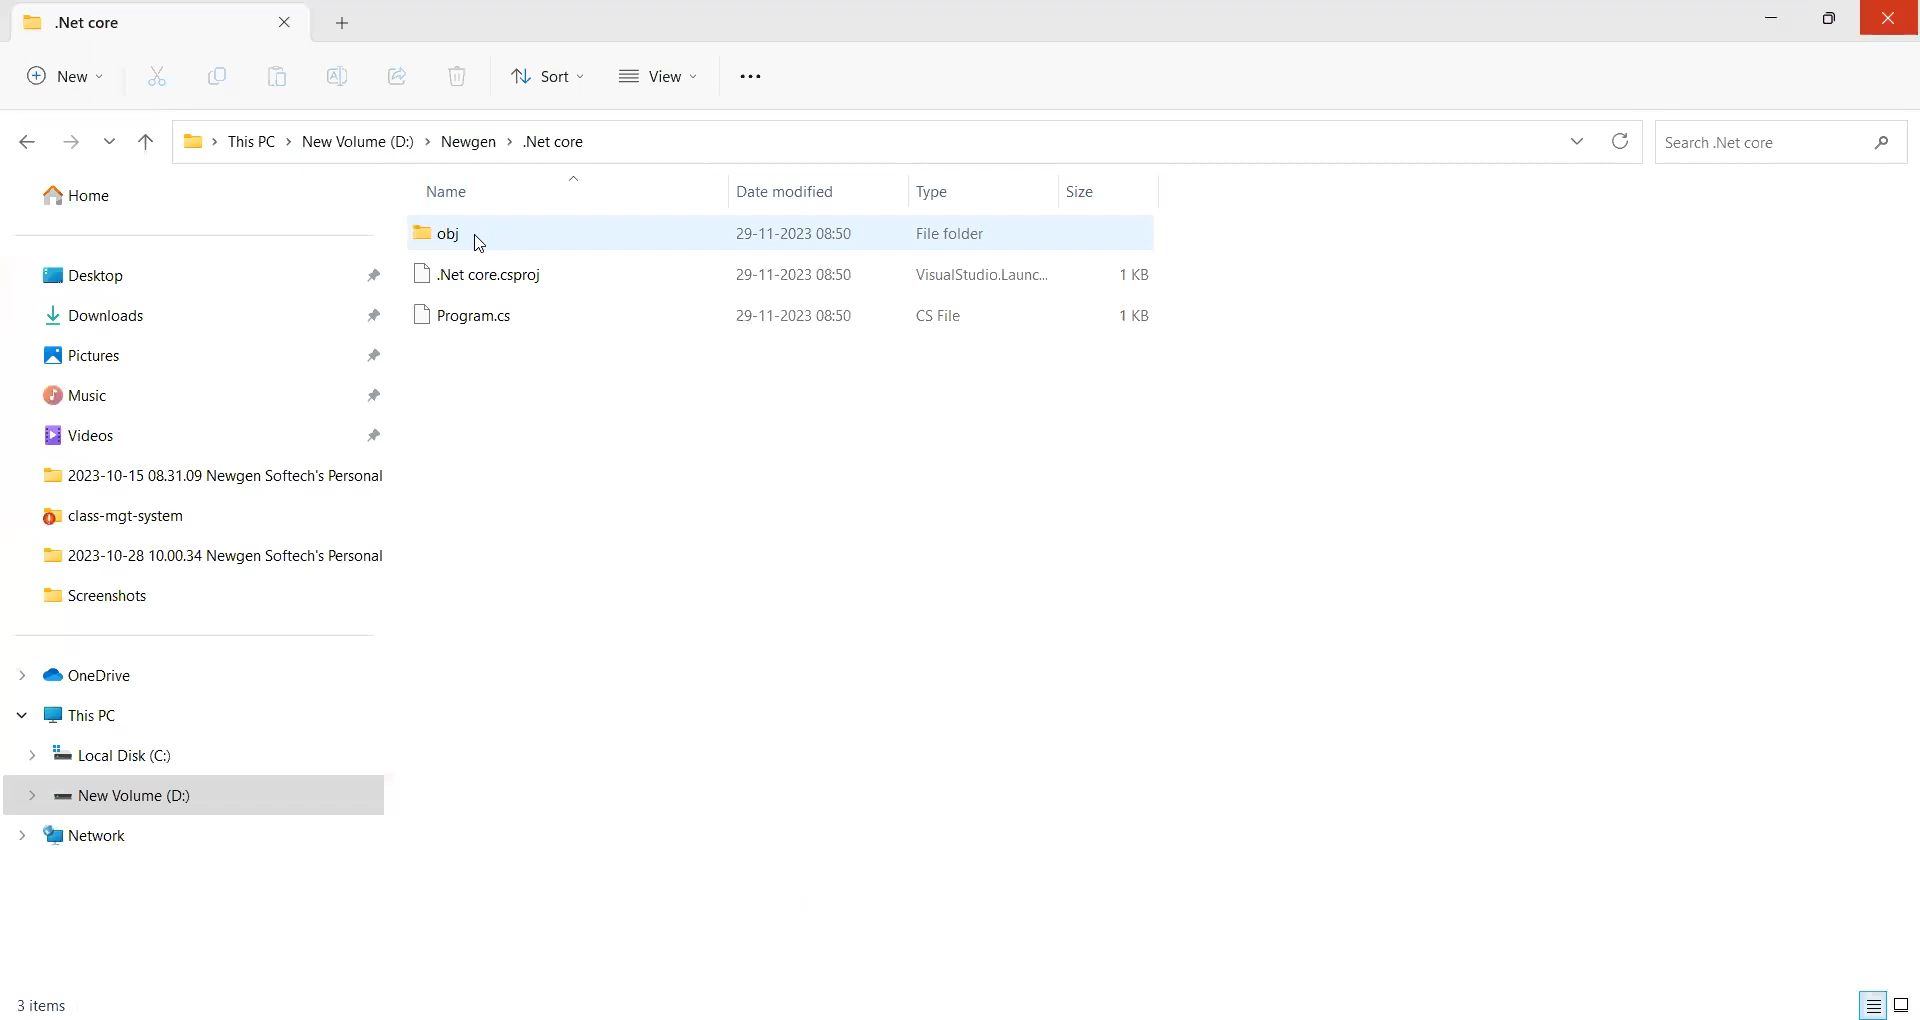 .Net core
New
Sort
View
This PC > New Volume (D:) > Newgen > .Net core
Search .Net core
Name Date modified Type Size
obj 29-11-2023 08:50 File folder
.Net core.csproj 29-11-2023 08:50 VisualStudio.Launc... 1 KB
Program.cs 29-11-2023 08:50 CS File 1 KB
Home
Desktop
Downloads
Pictures
Music
Videos
2023-10-15 08.31.09 Newgen Softech's Personal
class-mgt-system
2023-10-28 10.00.34 Newgen Softech's Personal
Screenshots
OneDrive
This PC
Local Disk (C:)
New Volume (D:)
Network
3 items